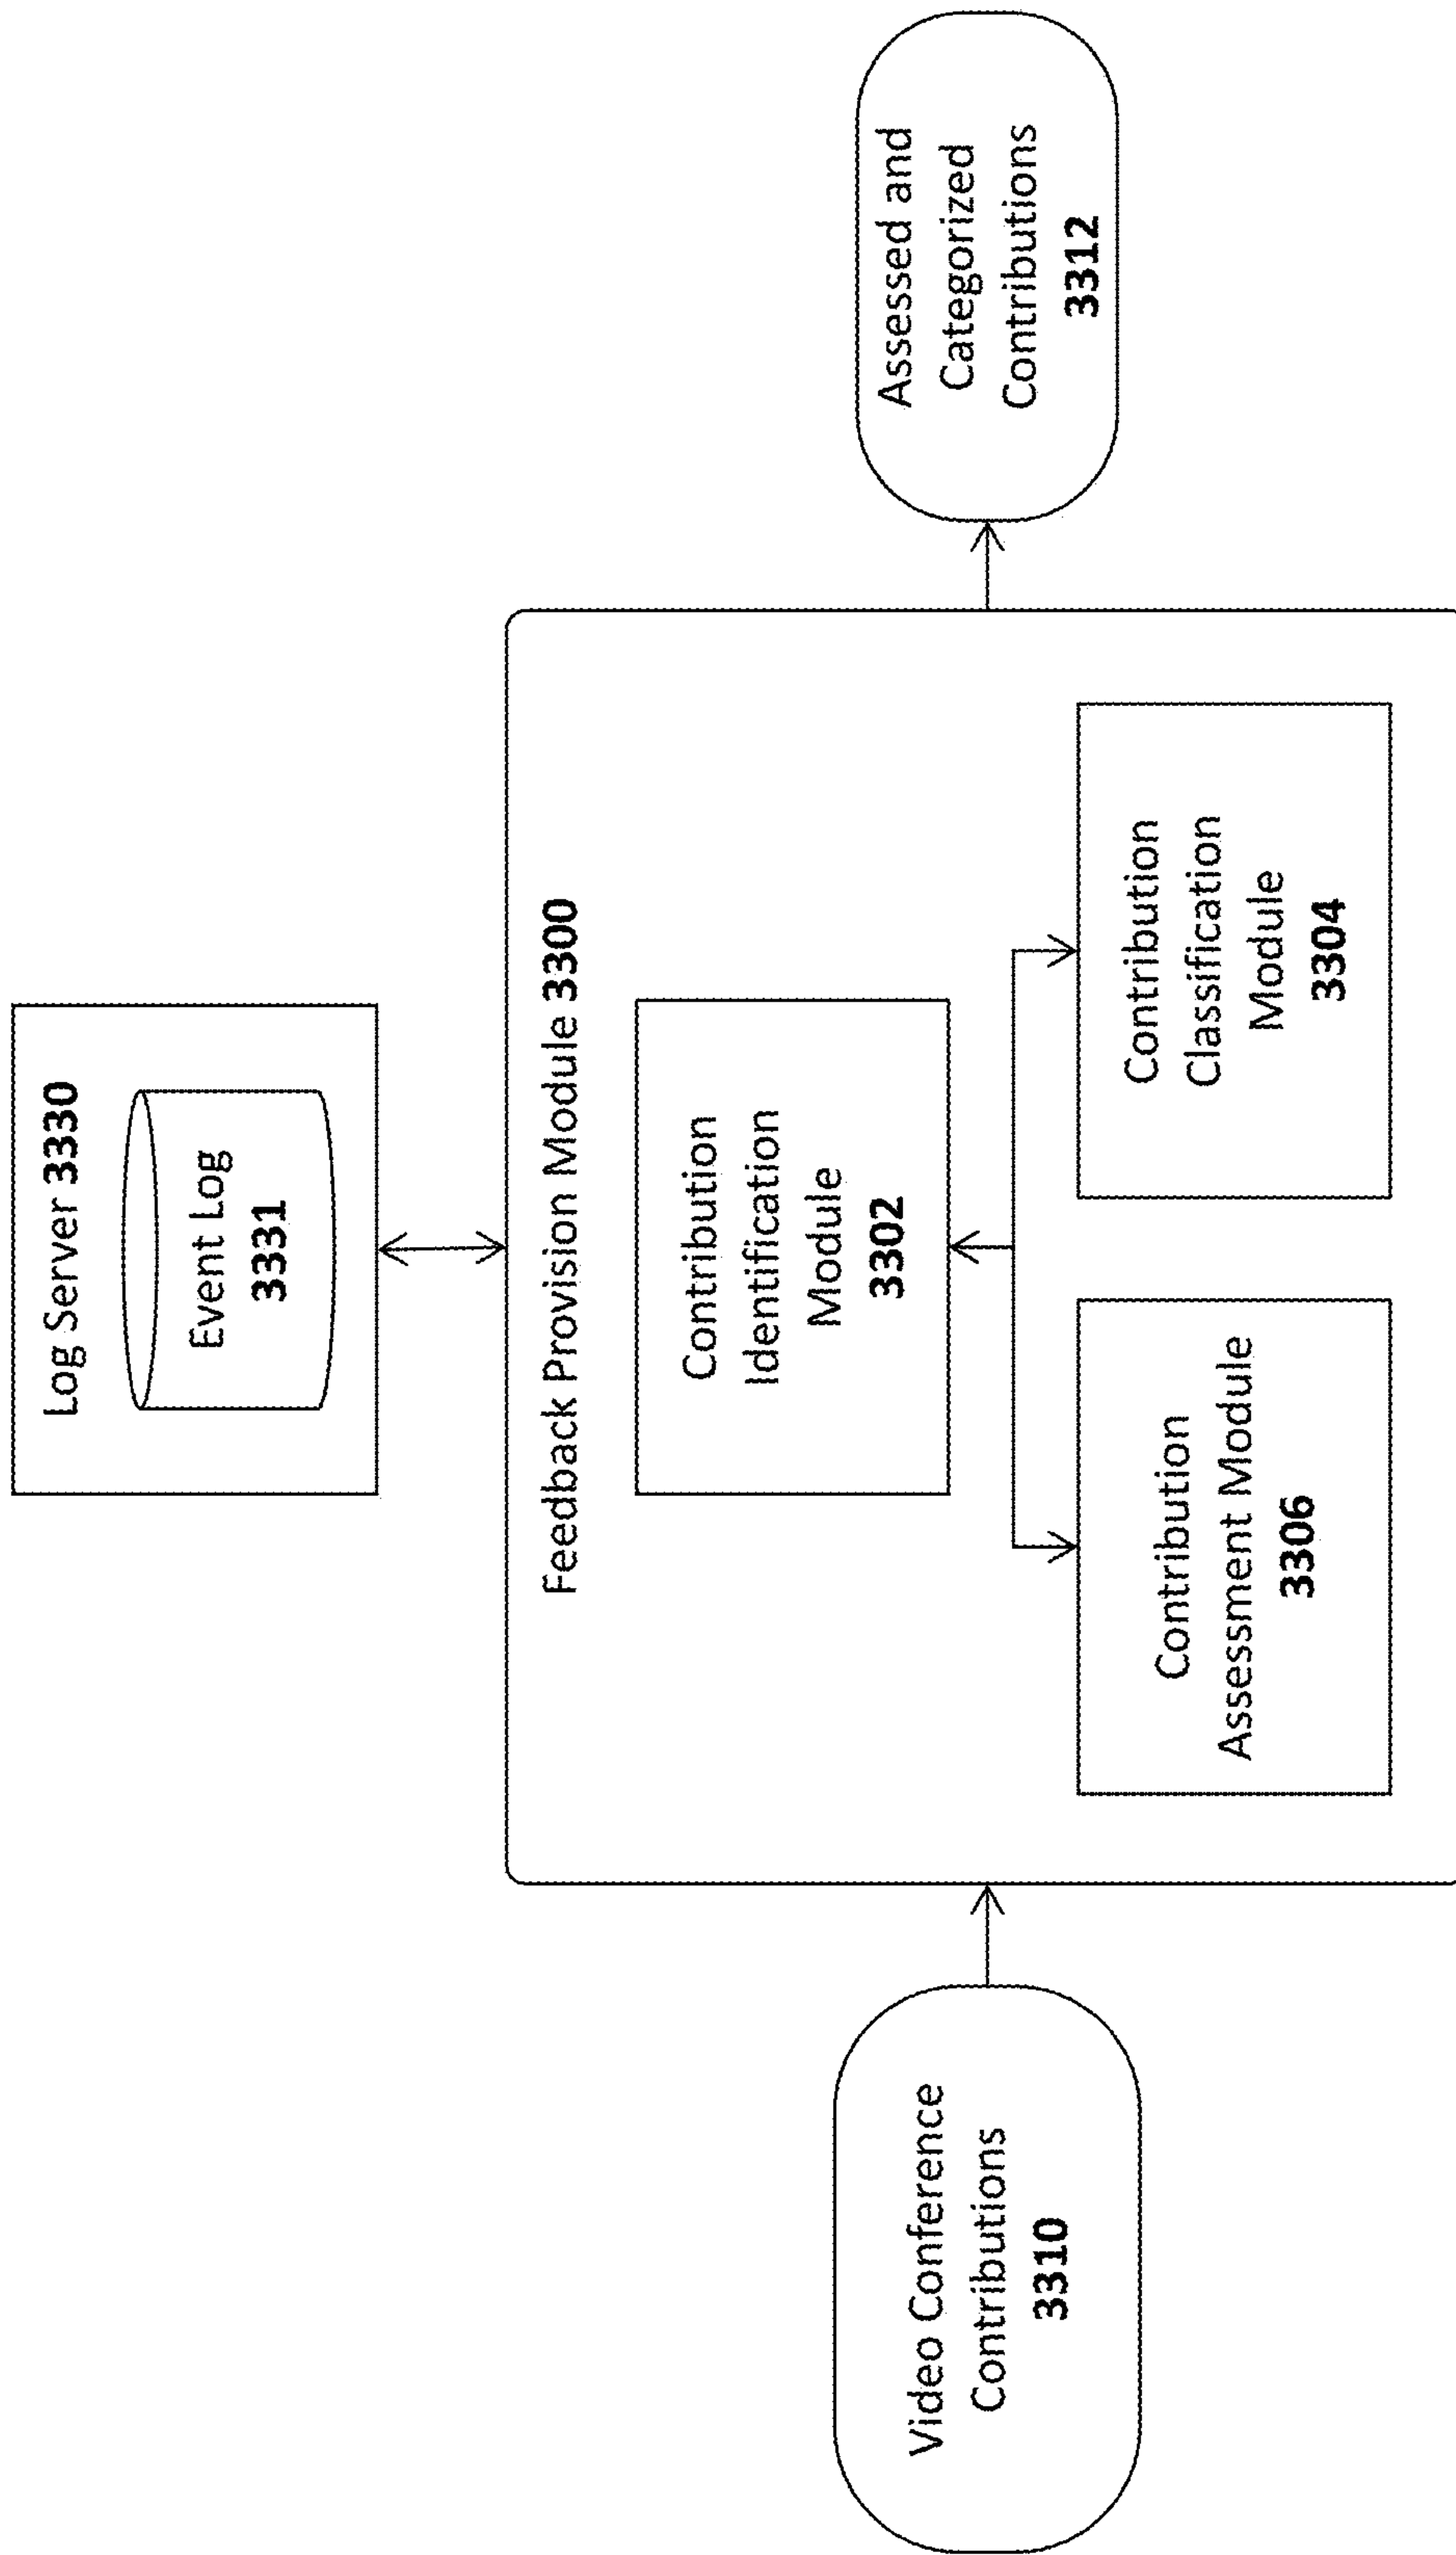 Log Server 3330
Event Log
3331
Feedback Provision Module 3300
Contribution
Identification
Module
3302
Video Conference
Contributions
3310
Contribution
Assessment Module
3306
Contribution
Classification
Module
3304
Assessed and
Categorized
Contributions
3312